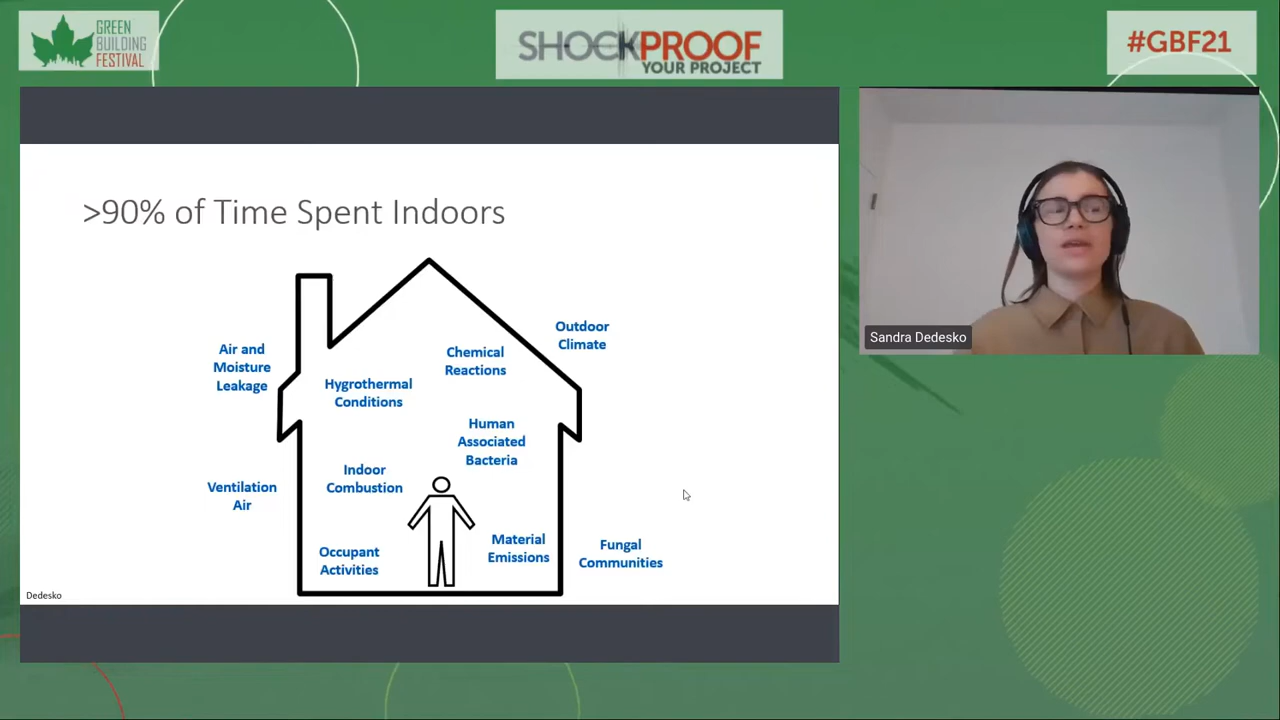 GREEN
BUILDING
FESTIVAL
SHOCKPROOF
YOUR PROJECT
#GBF21
>90% of Time Spent Indoors
Air and
Moisture
Leakage
Hygrothermal
Conditions
Chemical
Reactions
Outdoor
Climate
Human
Associated
Bacteria
Ventilation
Air
Indoor
Combustion
Occupant
Activities
Material
Emissions
Fungal
Communities
Dedesko
Sandra Dedesko